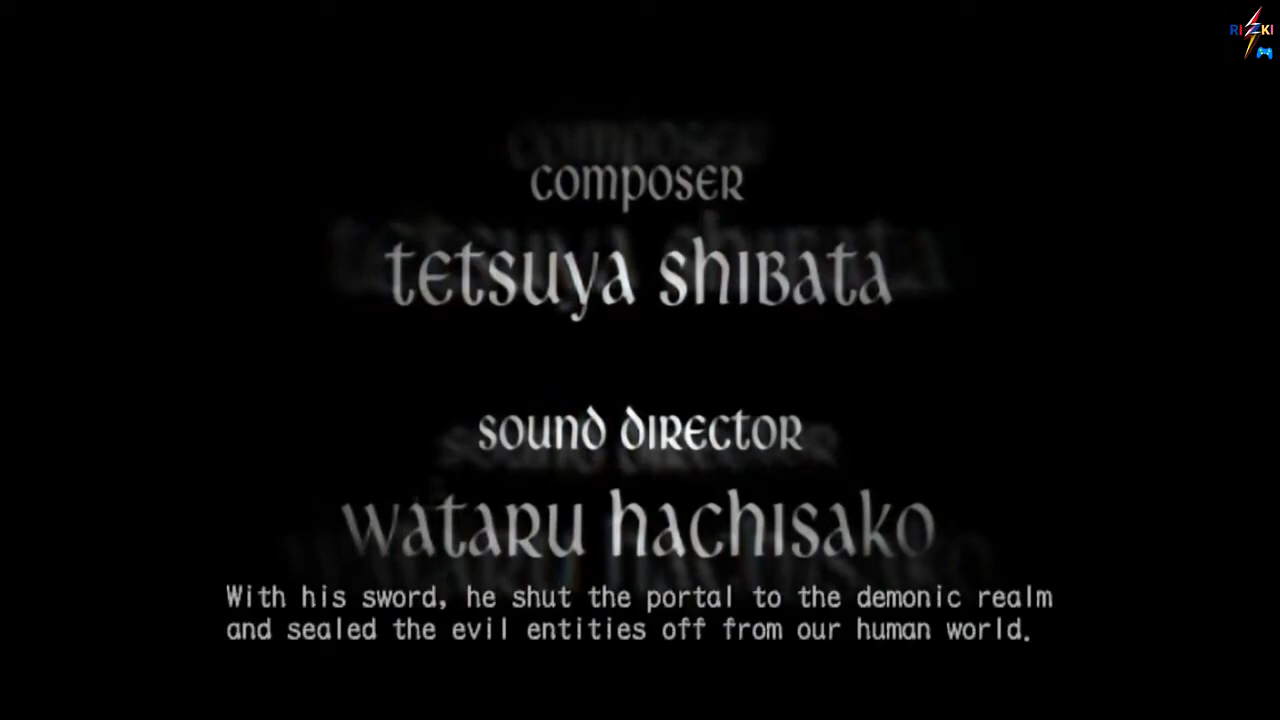 RIZKI
composer
tetsuya shibata
sound director
wataru hachisako
With his sword, he shut the portal to the demonic realm
and sealed the evil entities off from our human world.